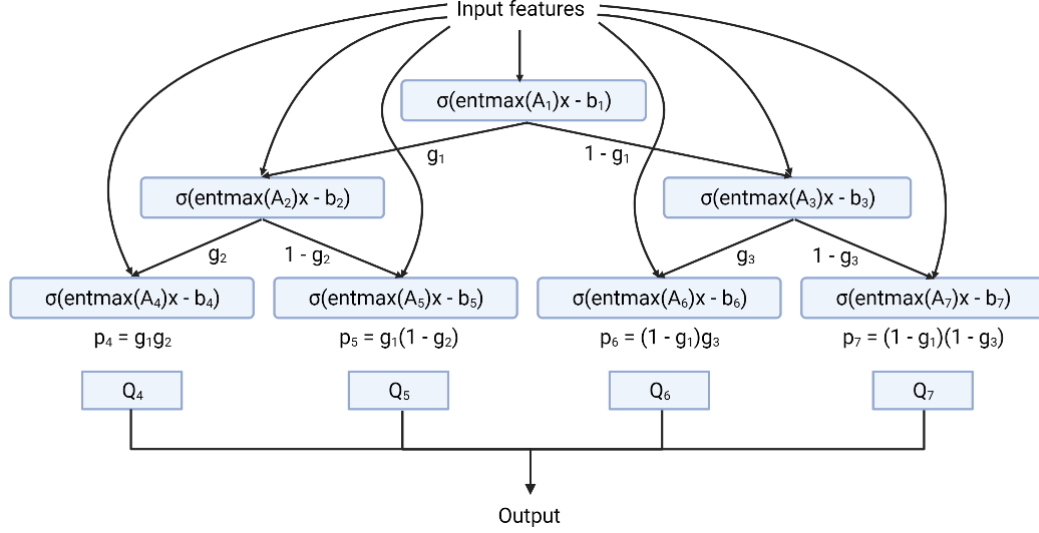 Input features
σ(entmax(A₁)x - b₁)
g₁
1 - g₁
σ(entmax(A₂)x - b₂)
σ(entmax(A₃)x - b₃)
g₂
1 - g₂
g₃
1 - g₃
σ(entmax(A₄)x - b₄)
σ(entmax(A₅)x - b₅)
σ(entmax(A₆)x - b₆)
σ(entmax(A₇)x - b₇)
p₄ = g₁g₂
p₅ = g₁(1 - g₂)
p₆ = (1 - g₁)g₃
p₇ = (1 - g₁)(1 - g₃)
Q₄
Q₅
Q₆
Q₇
Output